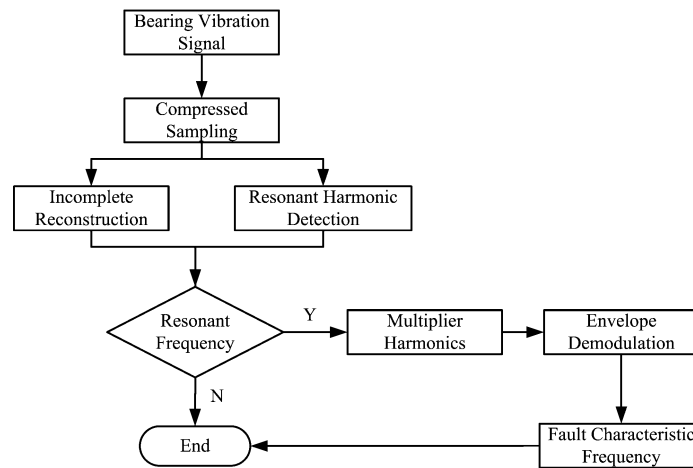 Bearing Vibration
Signal
Compressed
Sampling
Incomplete
Reconstruction
Resonant Harmonic
Detection
Resonant
Frequency
Y
Multiplier
Harmonics
Envelope
Demodulation
N
End
Fault Characteristic
Frequency